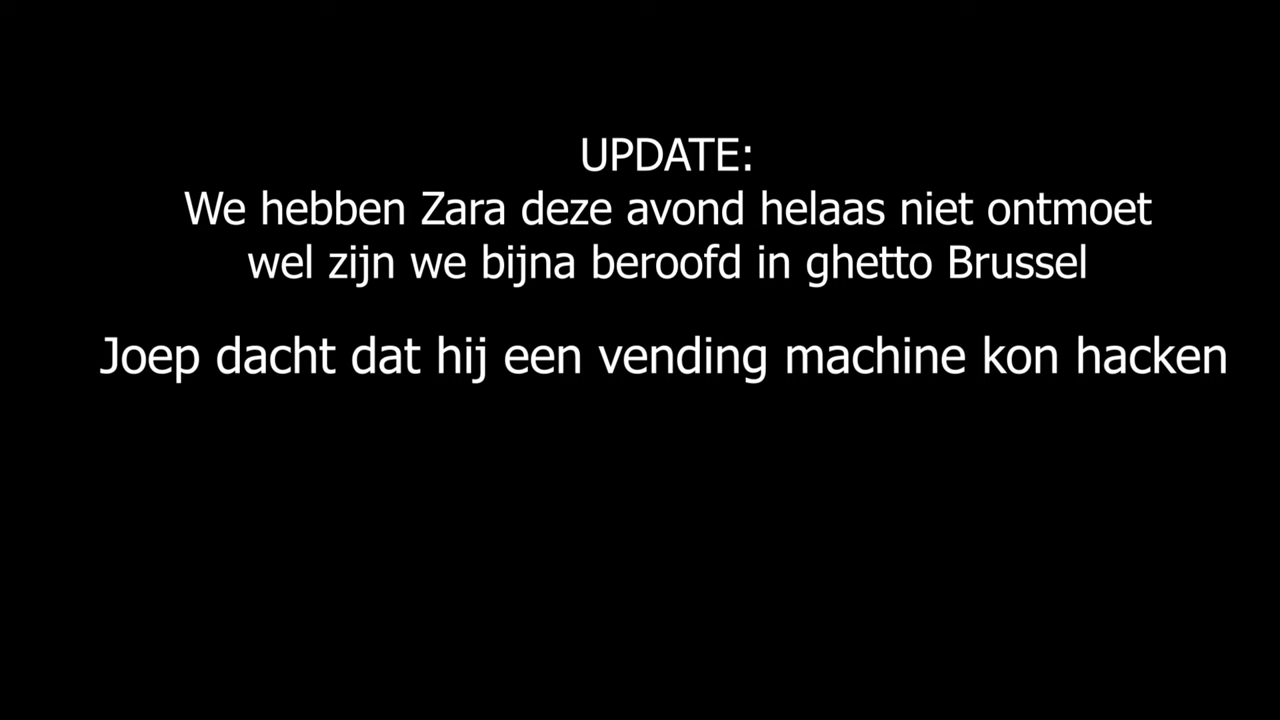 UPDATE:
We hebben Zara deze avond helaas niet ontmoet
wel zijn we bijna beroofd in ghetto Brussel
Joep dacht dat hij een vending machine kon hacken